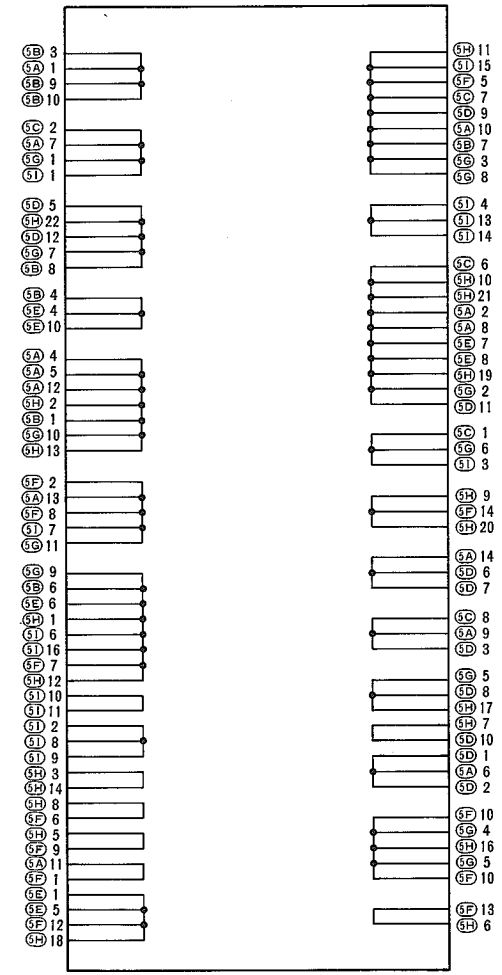 5B 3
5A 1
5B 9
5B 10
5C 2
5A 7
5G 1
5I 1
5D 5
5H 22
5D 12
5G 7
5B 8
5B 4
5E 4
5E 10
5A 4
5A 5
5A 12
5H 2
5B 1
5G 10
5H 13
5F 2
5A 13
5F 8
5I 7
5G 11
5G 9
5B 6
5E 6
5H 1
5I 6
5I 16
5F 7
5H 12
5I 10
5I 11
5I 2
5I 8
5I 9
5H 3
5H 14
5H 8
5F 6
5H 5
5F 9
5A 11
5F 1
5E 1
5E 5
5F 12
5H 18
5H 11
5I 15
5F 5
5C 7
5D 9
5A 10
5B 7
5G 3
5G 8
5I 4
5I 13
5I 14
5C 6
5H 10
5H 21
5A 2
5A 8
5E 7
5E 8
5H 19
5G 2
5D 11
5C 1
5G 6
5I 3
5H 9
5F 14
5H 20
5A 14
5D 6
5D 7
5C 8
5A 9
5D 3
5G 5
5D 8
5H 17
5H 7
5D 10
5D 1
5A 6
5D 2
5F 10
5G 4
5H 16
5G 5
5F 10
5F 13
5H 6